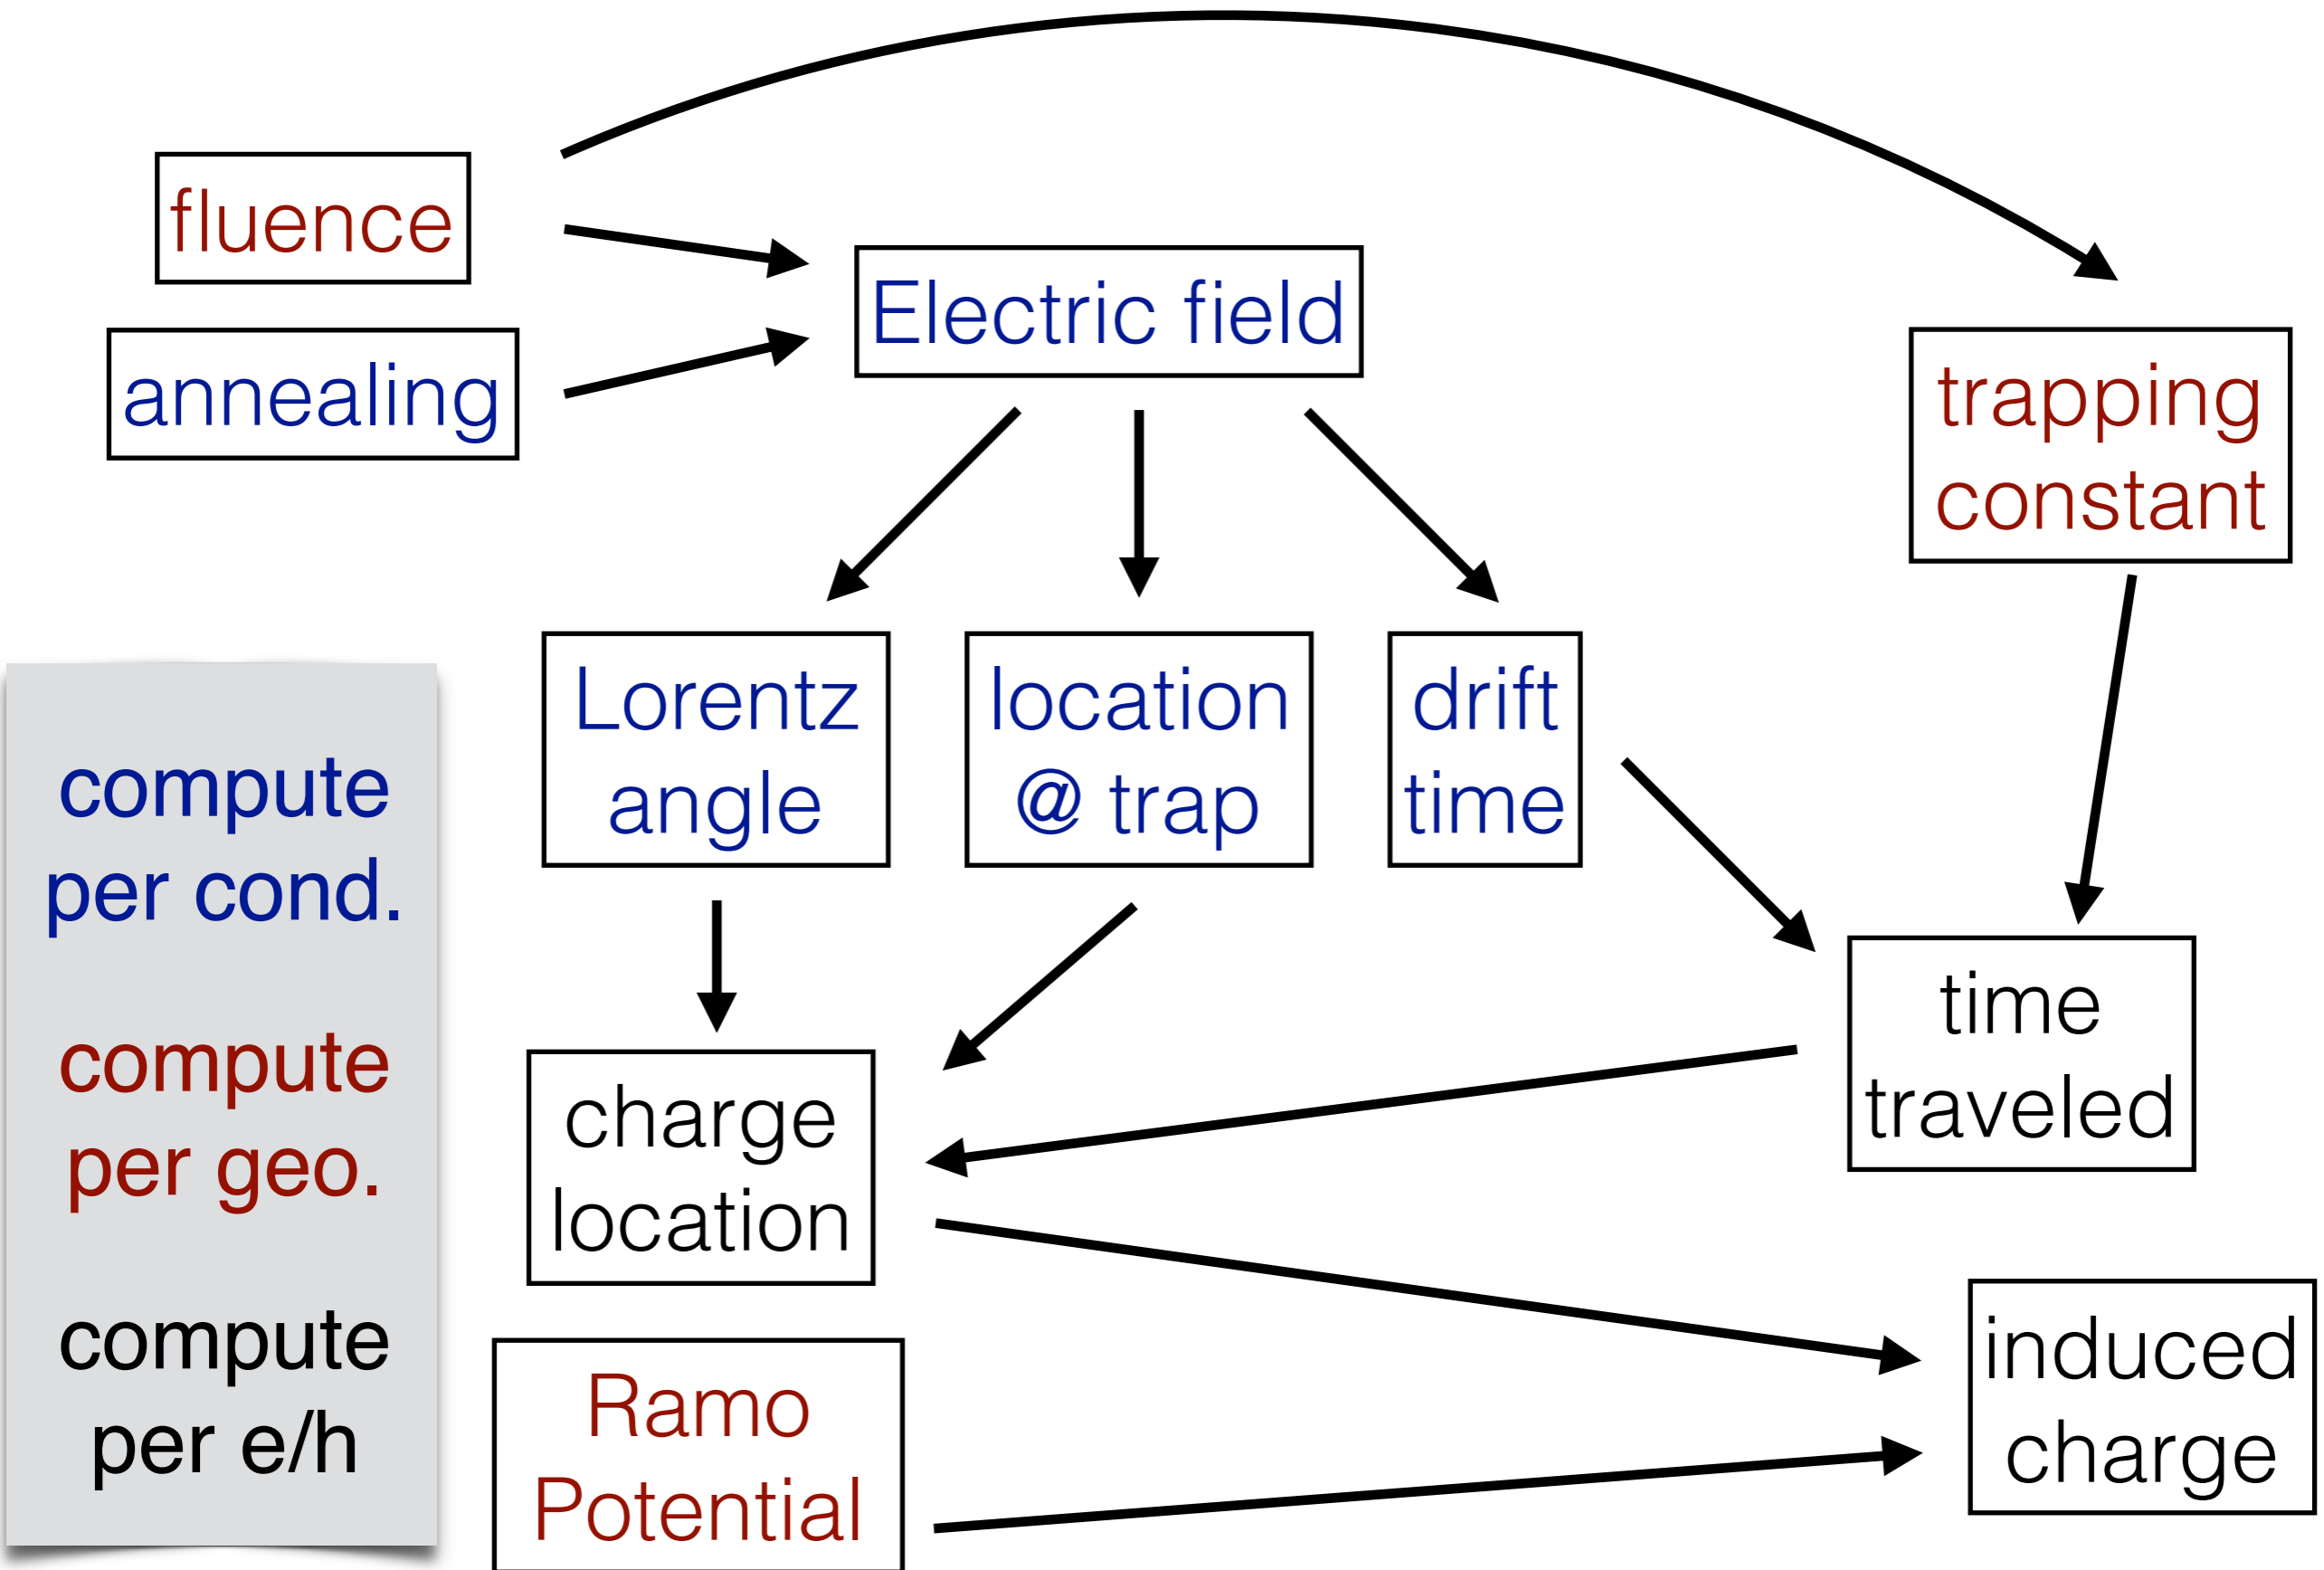 fluence
annealing
Electric field
trapping
constant
Lorentz
angle
location
@ trap
drift
time
compute
per cond.
compute
per geo.
compute
per e/h
time
traveled
charge
location
induced
charge
Ramo
Potential